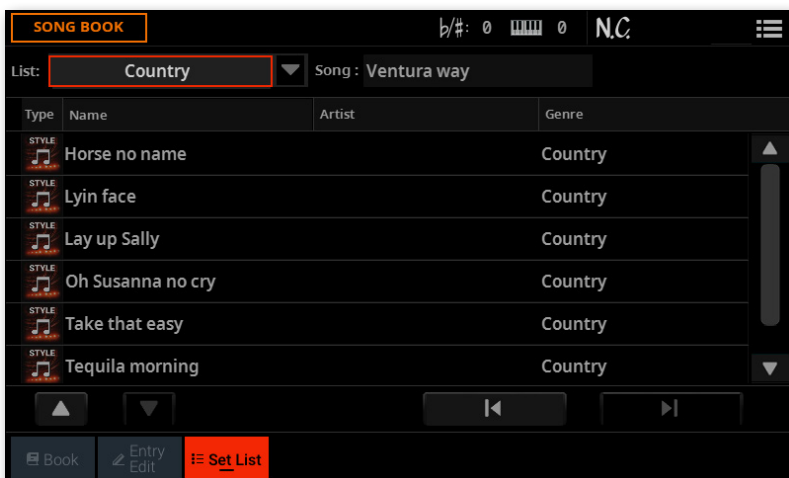 SONG BOOK
♭/#: 0 0 N.C.
List: Country Song: Ventura way
Type Name Artist Genre
STYLE Horse no name Country
STYLE Lyin face Country
STYLE Lay up Sally Country
STYLE Oh Susanna no cry Country
STYLE Take that easy Country
STYLE Tequila morning Country
Book Entry Edit Set List